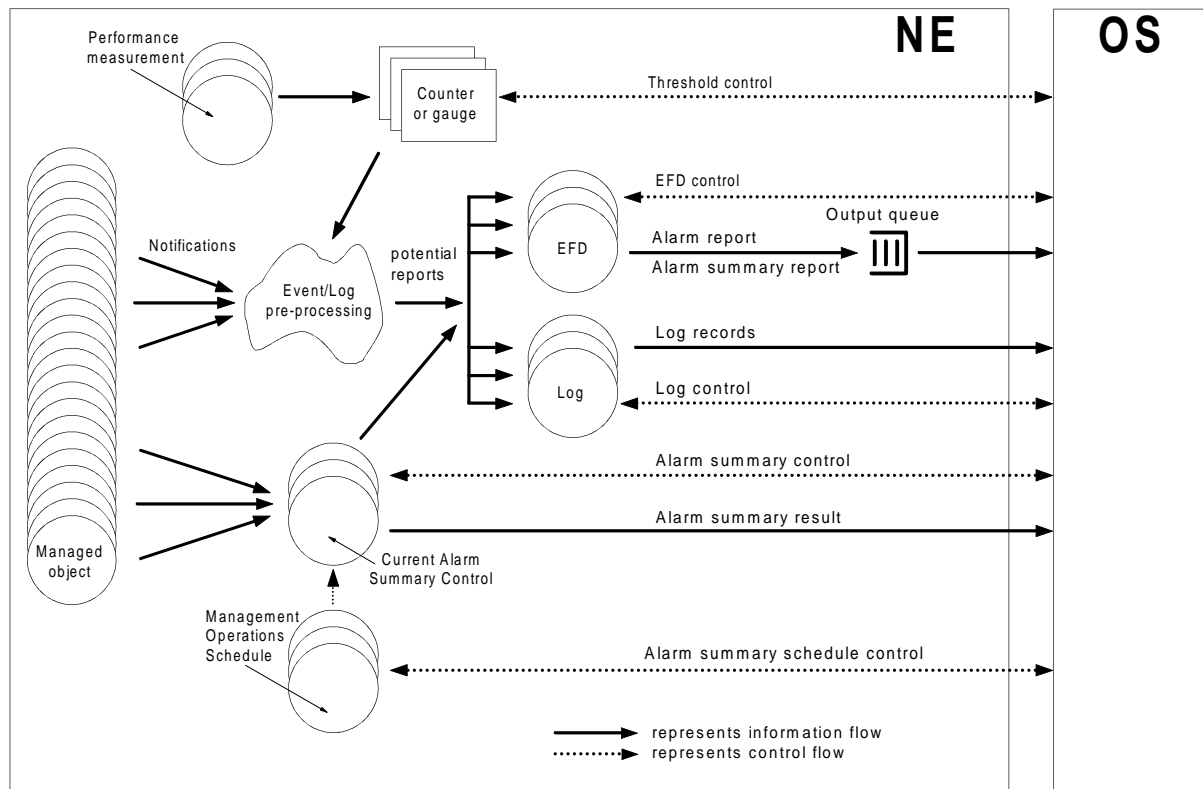 NE
OS
Performance
measurement
Counter
or gauge
Threshold control
EFD control
Output queue
Notifications
potential
reports
EFD
Alarm report
Alarm summary report
Event/Log
pre-processing
Log records
Log
Log control
Alarm summary control
Alarm summary result
Managed
object
Current Alarm
Summary Control
Management
Operations
Schedule
Alarm summary schedule control
represents information flow
represents control flow